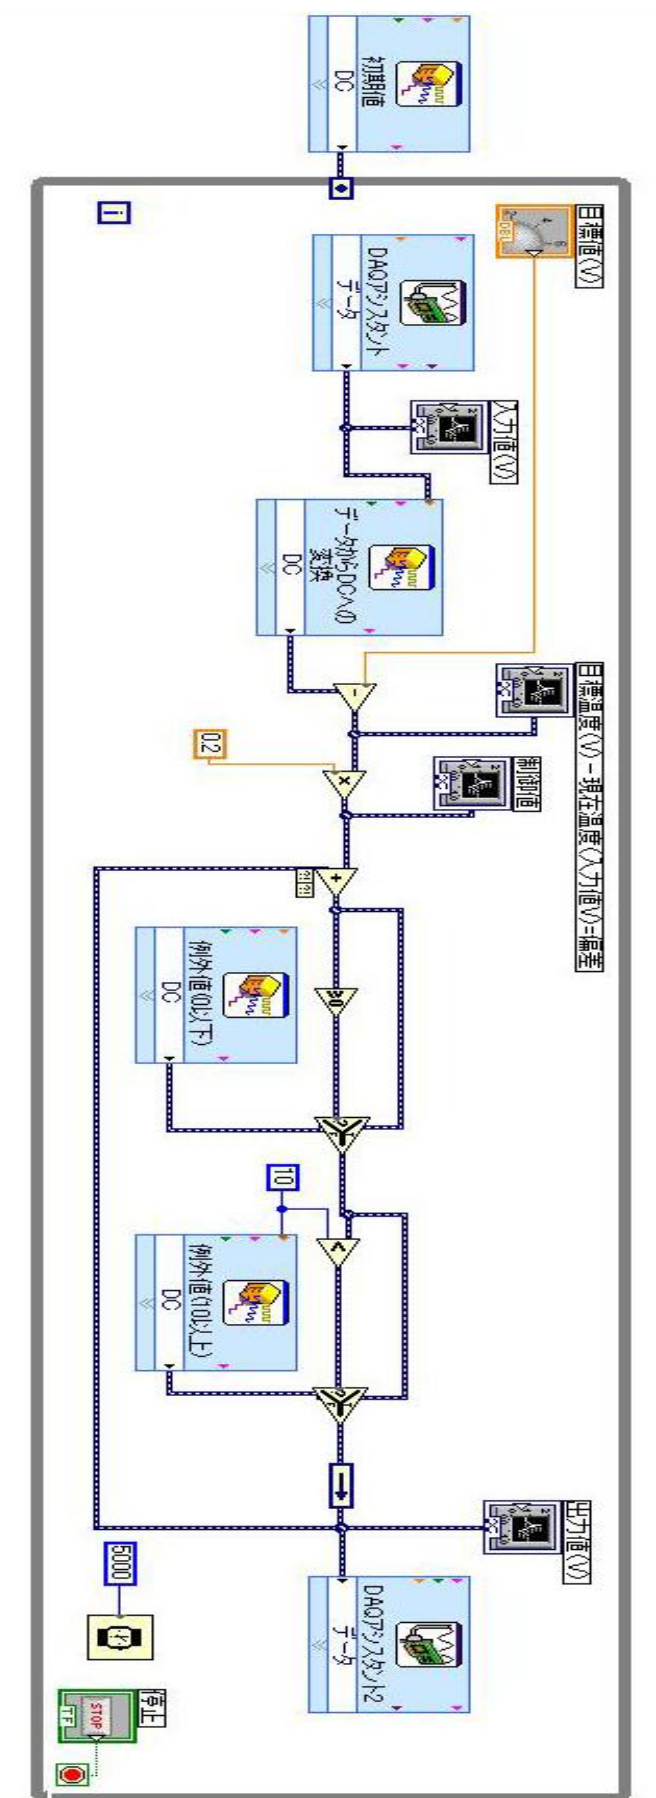 初期値
DC
i
目標値(V)
DBL
DAQアシスタント
データ
入力値(V)
データからDCへの
変換
DC
目標温度(V)-現在温度(入力値V)=偏差
制御値
0.2
-
×
+
?!?!
例外値(0以下)
DC
≥0
?
T
F
10
<
例外値(10以上)
DC
?
T
F
出力値(V)
DAQアシスタント2
データ
5000
停止
STOP
TF